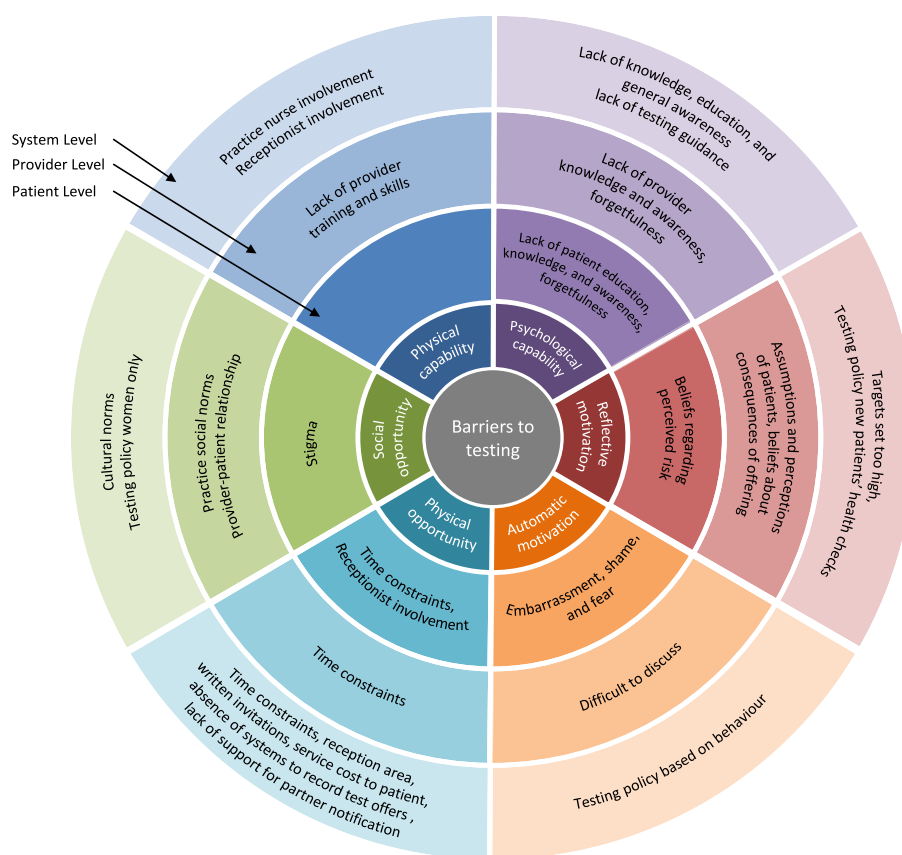 System Level
Provider Level
Patient Level
Practice nurse involvement
Receptionist involvement
Lack of provider
training and skills
Physical
capability
Lack of knowledge, education, and
general awareness
lack of testing guidance
Lack of provider
knowledge and awareness,
forgetfulness
Lack of patient education,
knowledge, and awareness,
forgetfulness
Psychological
capability
Targets set too high,
Testing policy new patients' health checks
Assumptions and perceptions
of patients, beliefs about
consequences of offering
Beliefs regarding
perceived risk
Reflective
motivation
Barriers to
testing
Automatic
motivation
Embarrassment, shame,
and fear
Difficult to discuss
Testing policy based on behaviour
Physical
opportunity
Time constraints,
Receptionist involvement
Time constraints
Time constraints, reception area,
written invitations, service cost to patient,
absence of systems to record test offers ,
lack of support for partner notification
Social
opportunity
Stigma
Practice social norms
Provider-patient relationship
Cultural norms
Testing policy women only